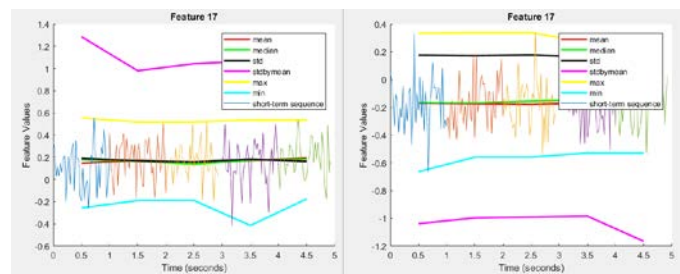 Feature 17
1.4
1.2
1
0.8
0.6
0.4
0.2
0
-0.2
-0.4
-0.6
Feature Values
0 0.5 1 1.5 2 2.5 3 3.5 4 4.5 5
Time (seconds)
mean
median
std
stdbymean
max
min
short-term sequence
Feature 17
0.4
0.2
0
-0.2
-0.4
-0.6
-0.8
-1
-1.2
Feature Values
0 0.5 1 1.5 2 2.5 3 3.5 4 4.5 5
Time (seconds)
mean
median
std
stdbymean
max
min
short-term sequence